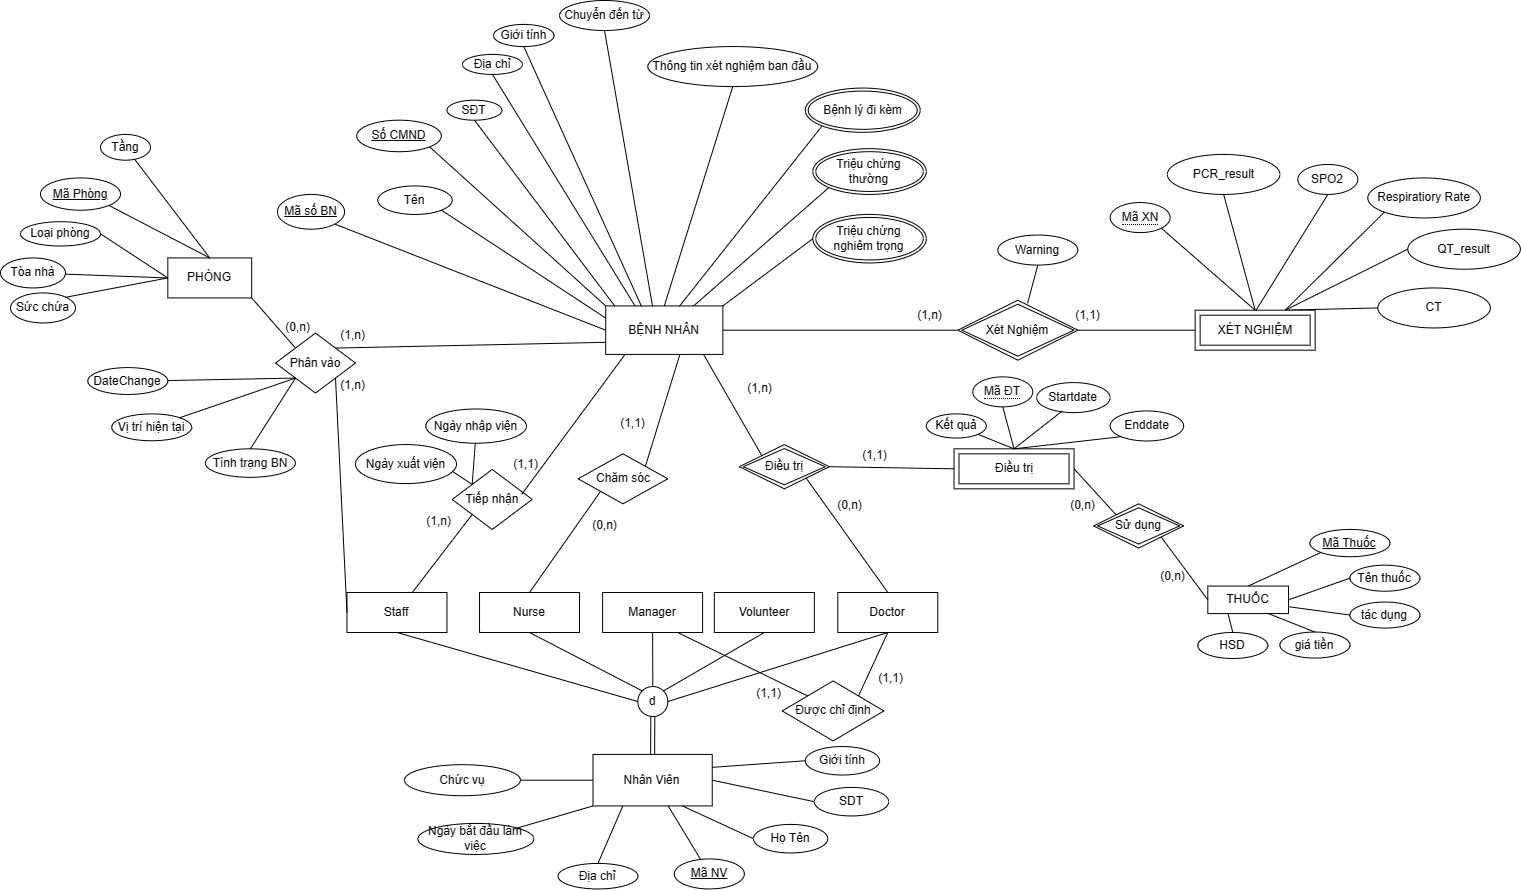 Chuyển đến từ
Giới tính
Địa chỉ
Thông tin xét nghiệm ban đầu
SĐT
Bệnh lý đi kèm
Số CMND
Tầng
Triệu chứng
thường
PCR_result
SPO2
Mã Phòng
Tên
Respiratiory Rate
Mã số BN
Mã XN
Loại phòng
Triệu chứng
nghiêm trọng
Warning
QT_result
Tòa nhà
PHÒNG
Sức chứa
CT
(0,n)
(1,n)
BỆNH NHÂN
(1,n)
Xét Nghiệm
(1,1)
XÉT NGHIỆM
Phân vào
DateChange
(1,n)
(1,n)
Mã ĐT
Startdate
Vị trí hiện tại
Ngày nhập viện
(1,1)
Kết quả
Enddate
Tình trạng BN
Ngày xuất viện
(1,1)
Điều trị
(1,1)
Điều trị
Chăm sóc
Tiếp nhận
(0,n)
(0,n)
(1,n)
(0,n)
Sử dụng
Mã Thuốc
(0,n)
Tên thuốc
THUỐC
Staff
Nurse
Manager
Volunteer
Doctor
tác dụng
HSD
giá tiền
(1,1)
(1,1)
d
Được chỉ định
Giới tính
Chức vụ
Nhân Viên
SDT
Ngày bắt đầu làm
việc
Họ Tên
Địa chỉ
Mã NV